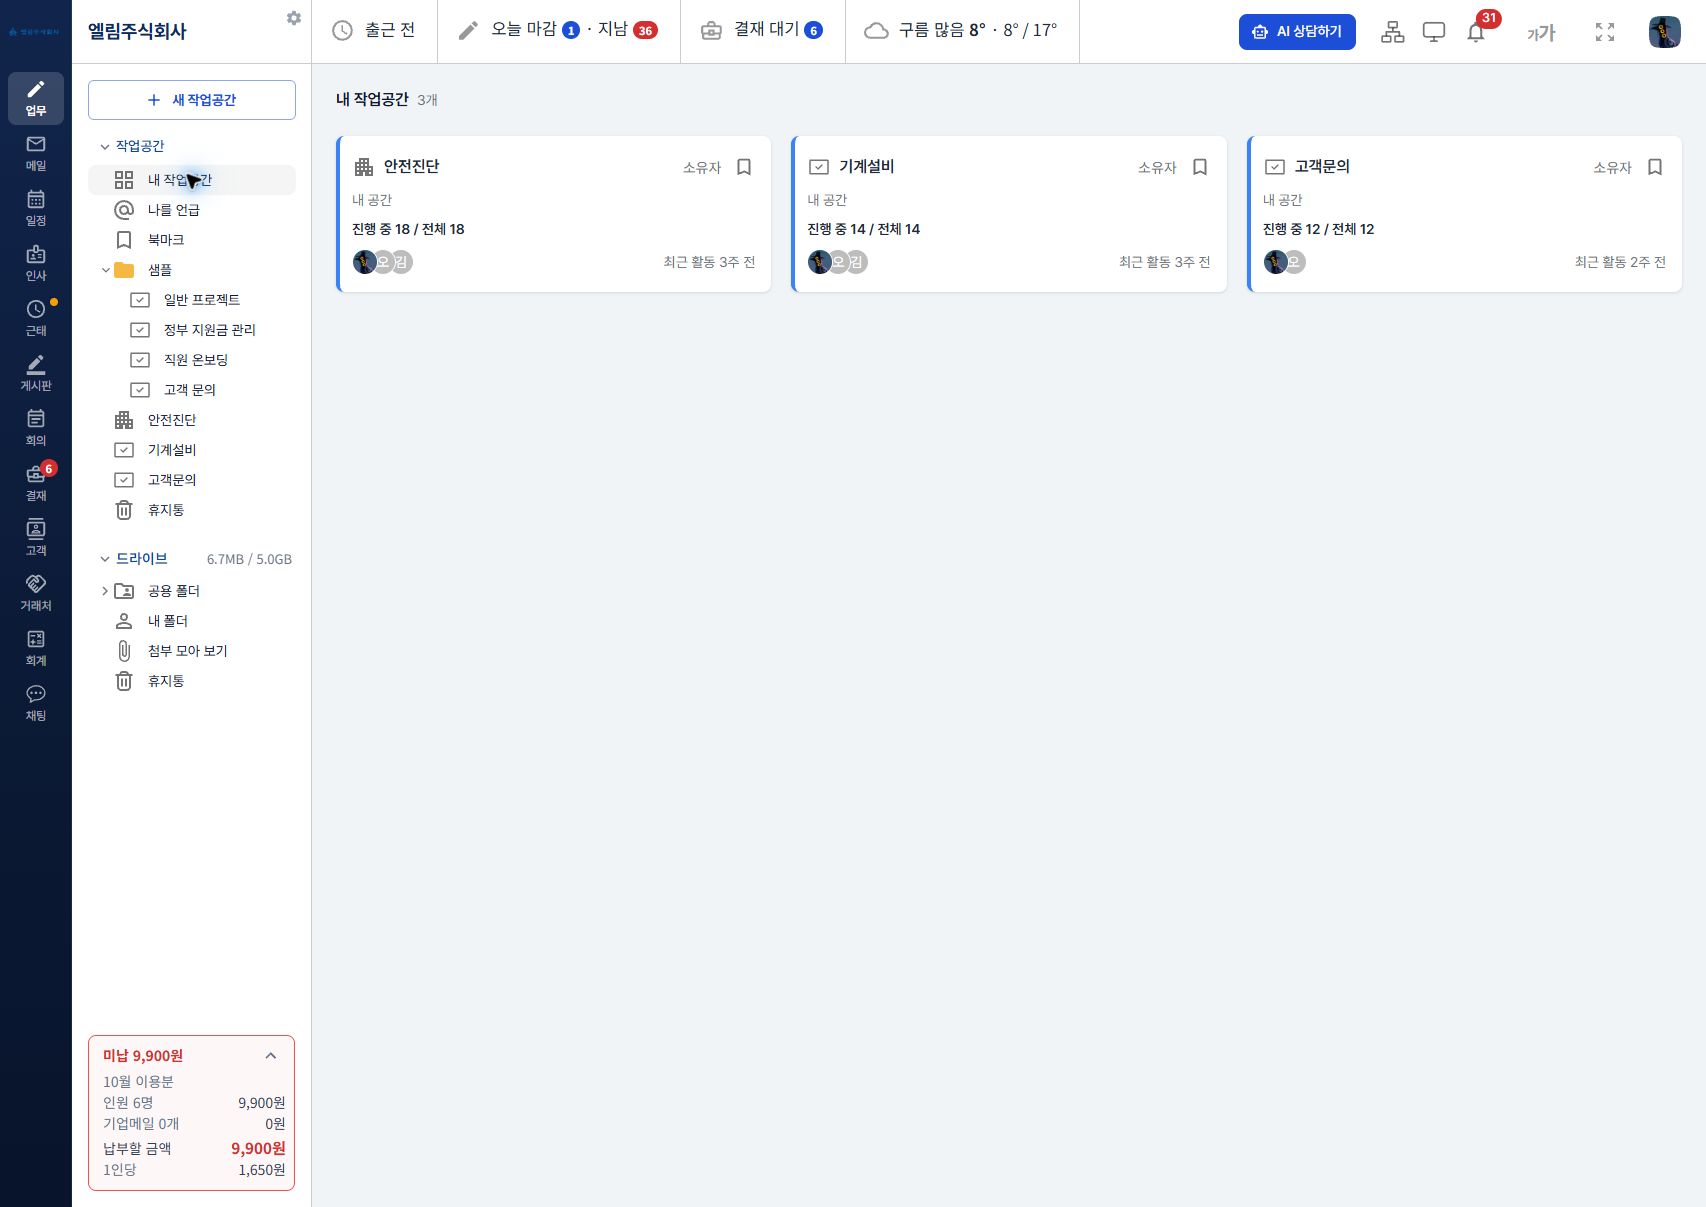 엘림주식회사
엘림주식회사
출근 전
오늘 마감 1 · 지남 36
결재 대기 6
구름 많음 8° · 8° / 17°
AI 상담하기
31
가가
업무
메일
일정
인사
근태
게시판
회의
6
결재
고객
거래처
회계
채팅
+ 새 작업공간
작업공간
내 작업공간
나를 언급
북마크
샘플
일반 프로젝트
정부 지원금 관리
직원 온보딩
고객 문의
안전진단
기계설비
고객문의
휴지통
드라이브 6.7MB / 5.0GB
공용 폴더
내 폴더
첨부 모아 보기
휴지통
미납 9,900원
10월 이용분
인원 6명 9,900원
기업메일 0개 0원
납부할 금액 9,900원
1인당 1,650원
내 작업공간 3개
안전진단 소유자
내 공간
진행 중 18 / 전체 18
오 김 최근 활동 3주 전
기계설비 소유자
내 공간
진행 중 14 / 전체 14
오 김 최근 활동 3주 전
고객문의 소유자
내 공간
진행 중 12 / 전체 12
오 최근 활동 2주 전